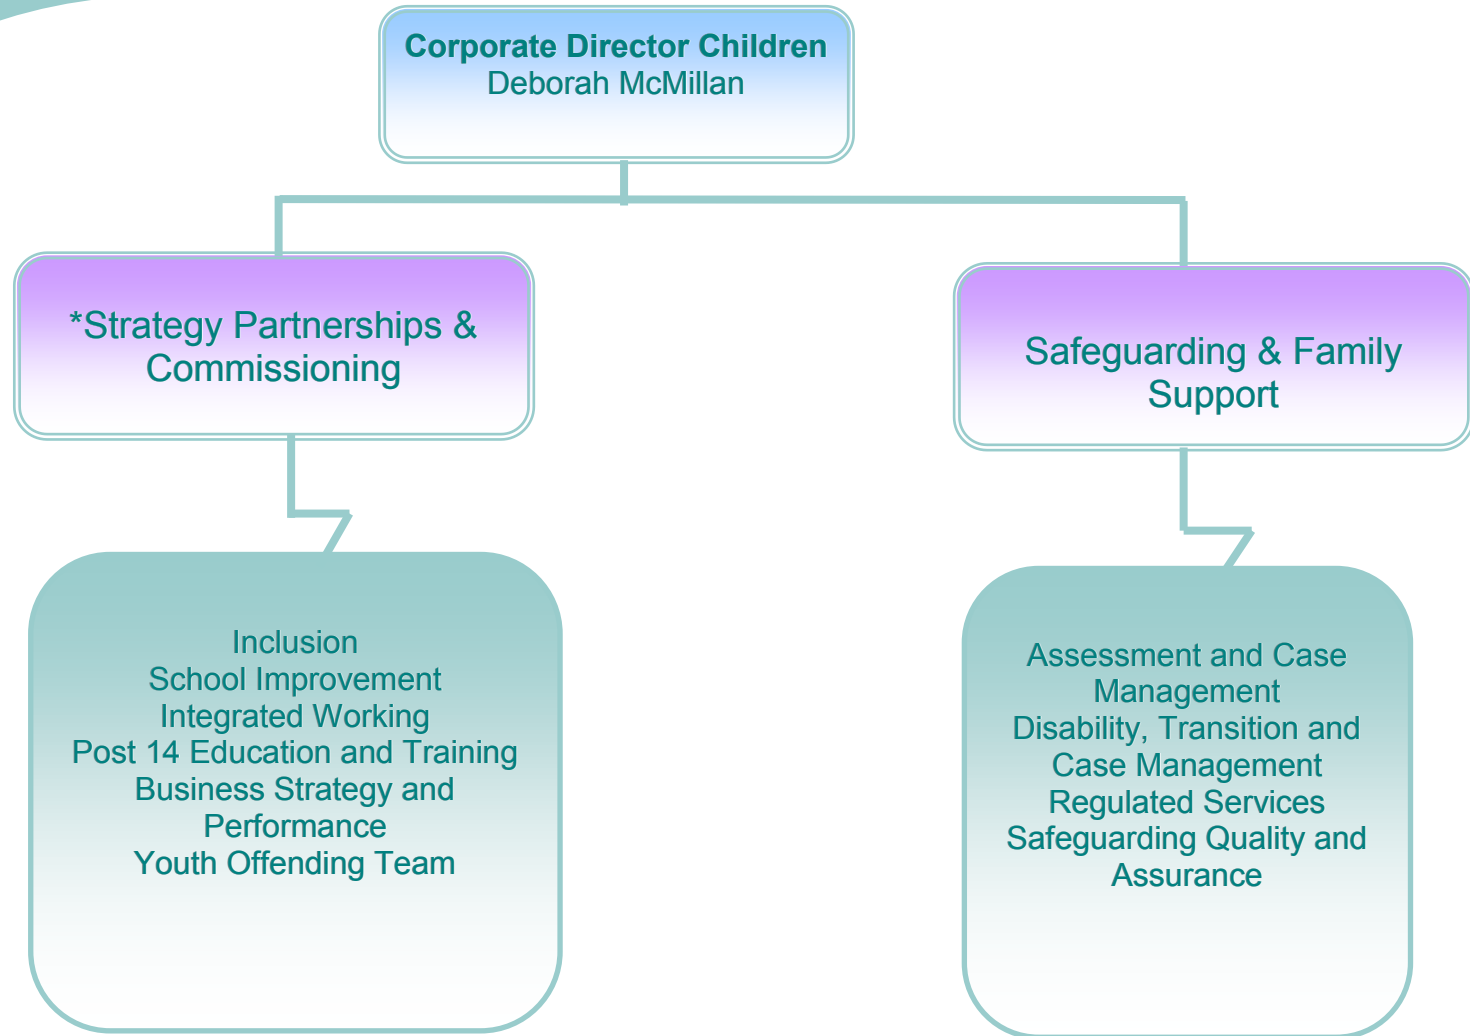 Corporate Director Children
Deborah McMillan
*Strategy Partnerships &
Commissioning
Safeguarding & Family
Support
Inclusion
School Improvement
Integrated Working
Post 14 Education and Training
Business Strategy and
Performance
Youth Offending Team
Assessment and Case
Management
Disability, Transition and
Case Management
Regulated Services
Safeguarding Quality and
Assurance